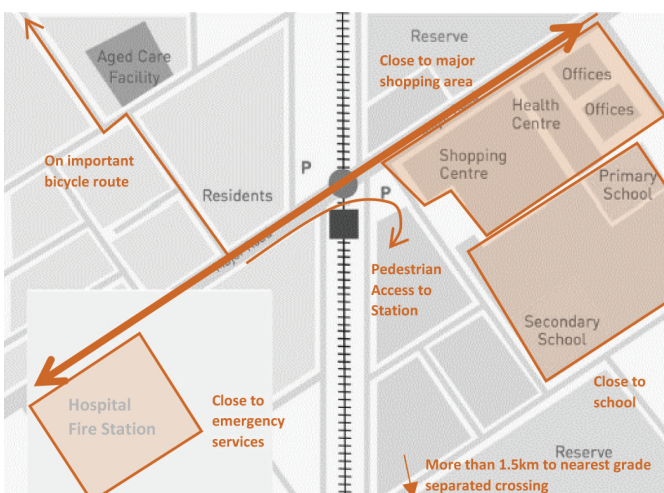 Reserve
Close to major
shopping area
Aged Care
Facility
Offices
Health
Centre
Offices
On important
bicycle route
Shopping
Centre
P
Residents
P
Primary
School
Major Road
Pedestrian
Access to
Station
Secondary
School
Hospital
Fire Station
Close to
emergency
services
Close to
school
Reserve
More than 1.5km to nearest grade
separated crossing